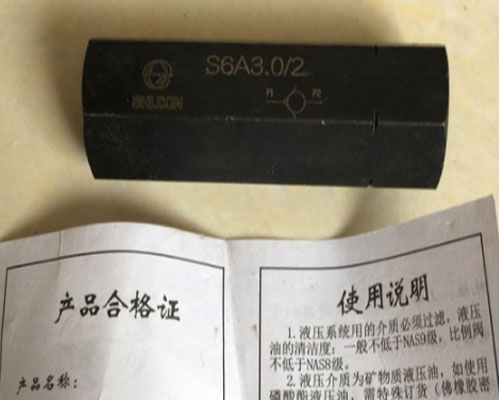 S6A3.0/2
SHLIXIN
P1 P2
产品合格证
产品名称：
使用说明
1.液压系统用的介质必须过滤，液压
油的清洁度：一般不低于NAS9级，比例阀
不低于NAS8级。
2.液压介质为矿物质液压油，如使用
磷酸酯液压油，需特殊订货（佛橡胶密